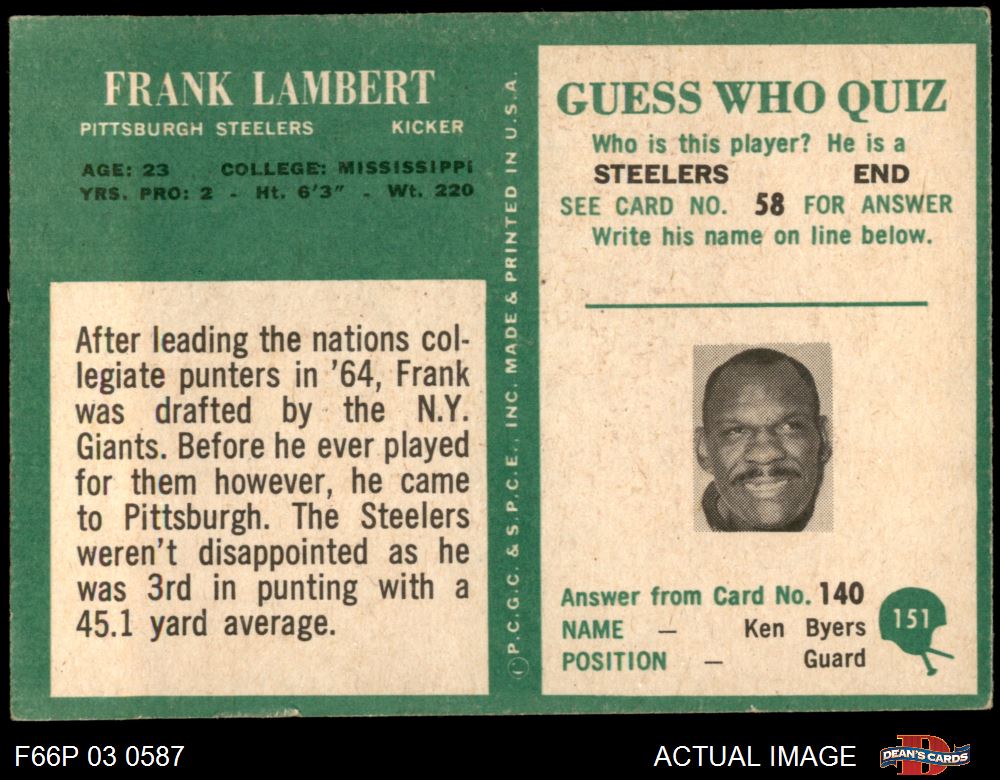 FRANK LAMBERT
PITTSBURGH STEELERS KICKER
AGE: 23 COLLEGE: MISSISSIPPI
YRS. PRO: 2 - Ht. 6'3" - Wt. 220
After leading the nations col-
legiate punters in '64, Frank
was drafted by the N.Y.
Giants. Before he ever played
for them however, he came
to Pittsburgh. The Steelers
weren't disappointed as he
was 3rd in punting with a
45.1 yard average.
©P.C.G.C. & S.P.C.E., INC. MADE & PRINTED IN U.S.A.
GUESS WHO QUIZ
Who is this player? He is a
STEELERS END
SEE CARD NO. 58 FOR ANSWER
Write his name on line below.
Answer from Card No. 140
NAME — Ken Byers
POSITION — Guard
151
F66P 03 0587
ACTUAL IMAGE
D
DEAN'S CARDS